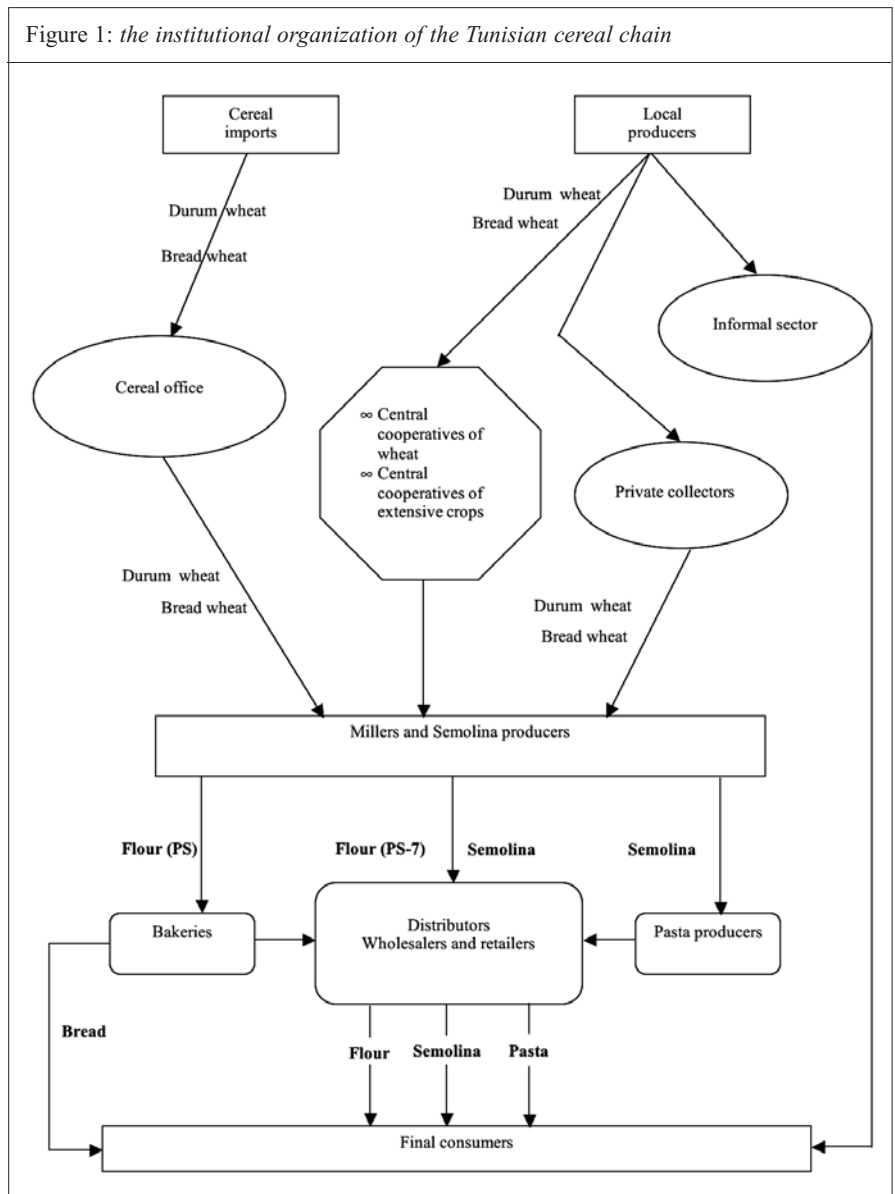 Figure 1: the institutional organization of the Tunisian cereal chain
Cereal
imports
Local
producers
Durum wheat
Bread wheat
Durum wheat
Bread wheat
Informal sector
Cereal office
∞ Central
cooperatives of
wheat
∞ Central
cooperatives of
extensive crops
Private collectors
Durum wheat
Bread wheat
Durum wheat
Bread wheat
Millers and Semolina producers
Flour (PS)
Flour (PS-7)
Semolina
Semolina
Bakeries
Distributors
Wholesalers and retailers
Pasta producers
Bread
Flour
Semolina
Pasta
Final consumers